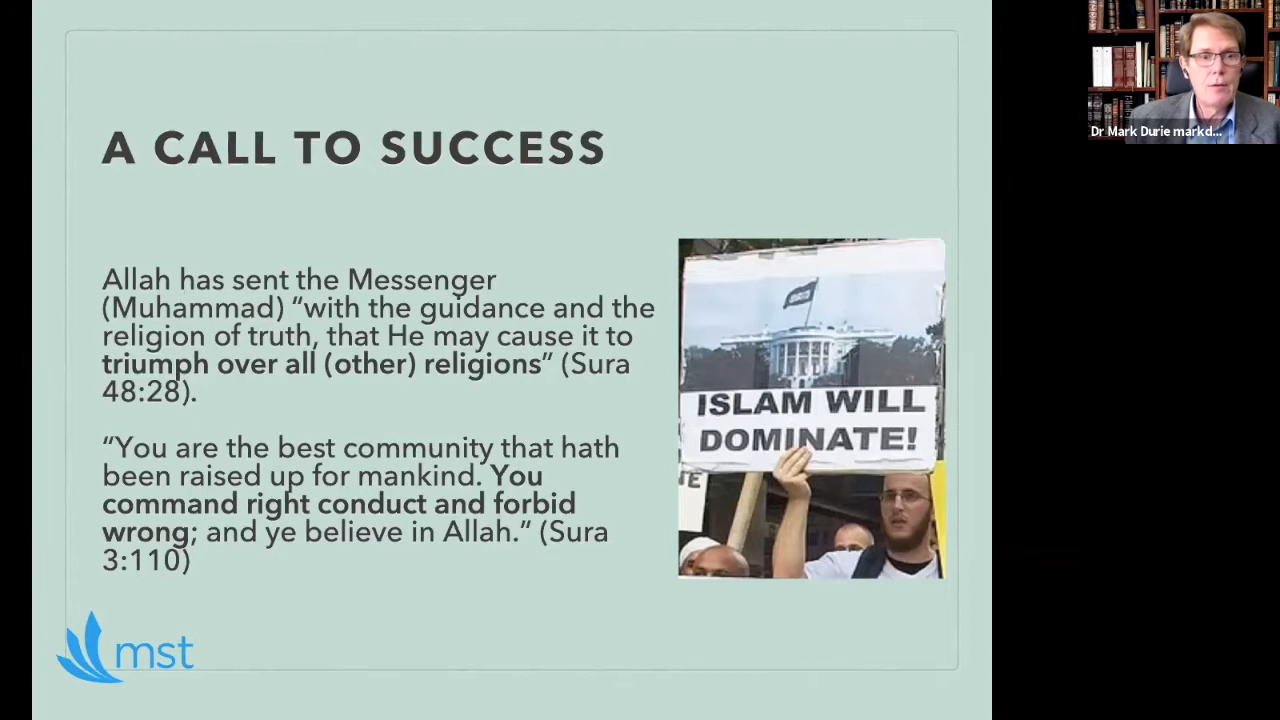 A CALL TO SUCCESS
Allah has sent the Messenger
(Muhammad) “with the guidance and the
religion of truth, that He may cause it to
triumph over all (other) religions” (Sura
48:28).
“You are the best community that hath
been raised up for mankind. You
command right conduct and forbid
wrong; and ye believe in Allah.” (Sura
3:110)
ISLAM WILL
DOMINATE!
NE
mst
Dr Mark Durie markd...